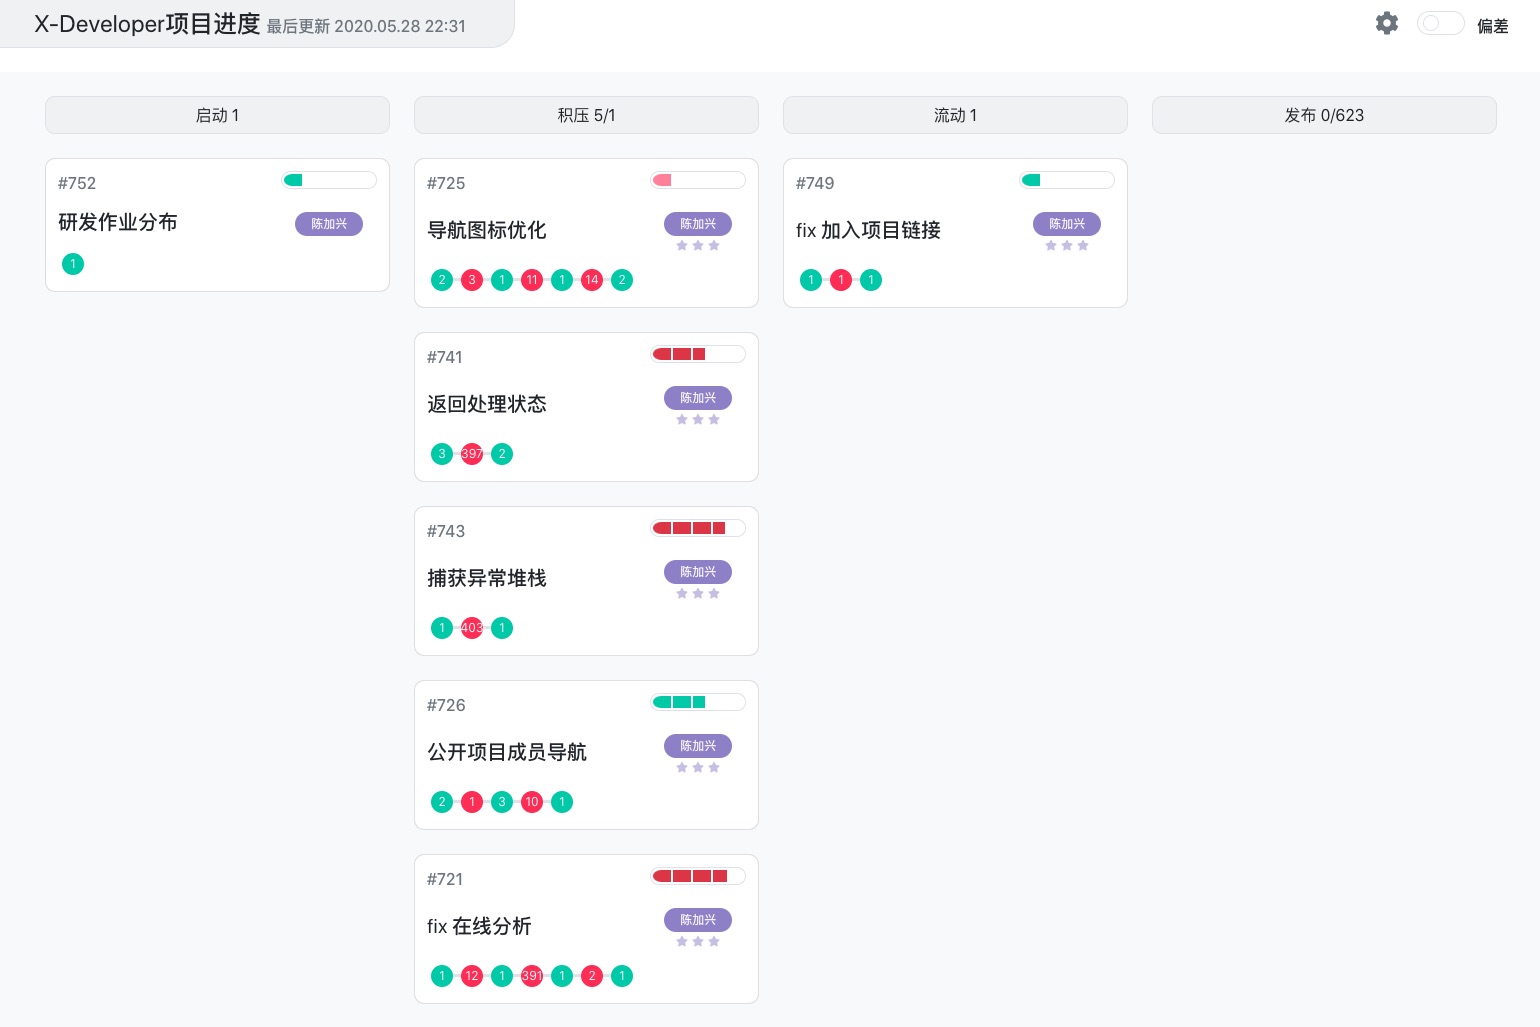 X-Developer项目进度 最后更新 2020.05.28 22:31
偏差
启动 1
积压 5/1
流动 1
发布 0/623
#752
研发作业分布
陈加兴
1
#725
导航图标优化
陈加兴
2 3 1 11 1 14 2
#741
返回处理状态
陈加兴
3 397 2
#743
捕获异常堆栈
陈加兴
1 403 1
#726
公开项目成员导航
陈加兴
2 1 3 10 1
#721
fix 在线分析
陈加兴
1 12 1 391 1 2 1
#749
fix 加入项目链接
陈加兴
1 1 1